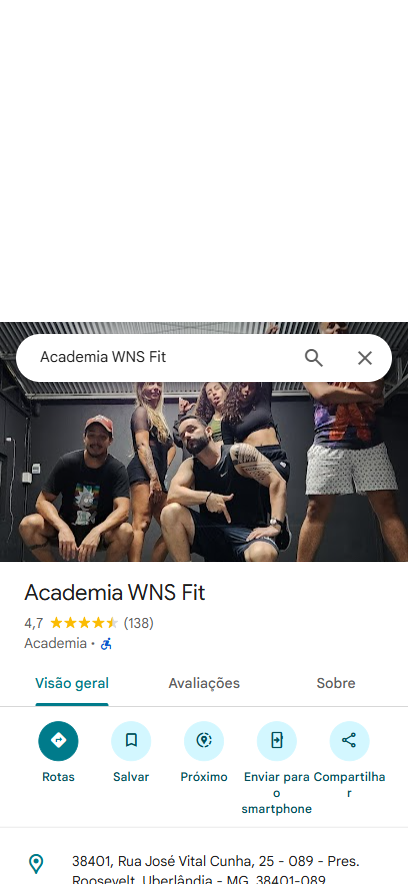 Academia WNS Fit
Academia WNS Fit
4,7 (138)
Academia ·
Visão geral Avaliações Sobre
Rotas Salvar Próximo Enviar para o smartphone Compartilhar
38401, Rua José Vital Cunha, 25 - 089 - Pres.
Roosevelt, Uberlândia - MG, 38401-089